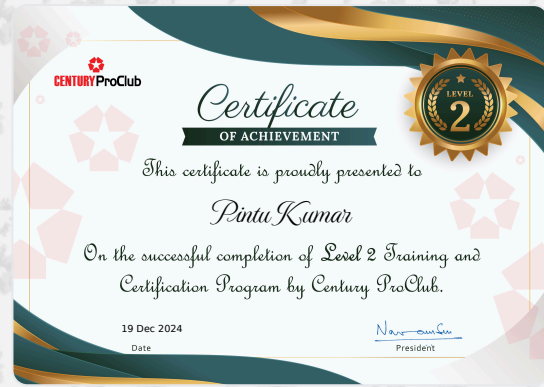 CENTURY ProClub
LEVEL
2
Certificate
OF ACHIEVEMENT
This certificate is proudly presented to
Pintu Kumar
On the successful completion of Level 2 Training and
Certification Program by Century ProClub.
19 Dec 2024
Date
President